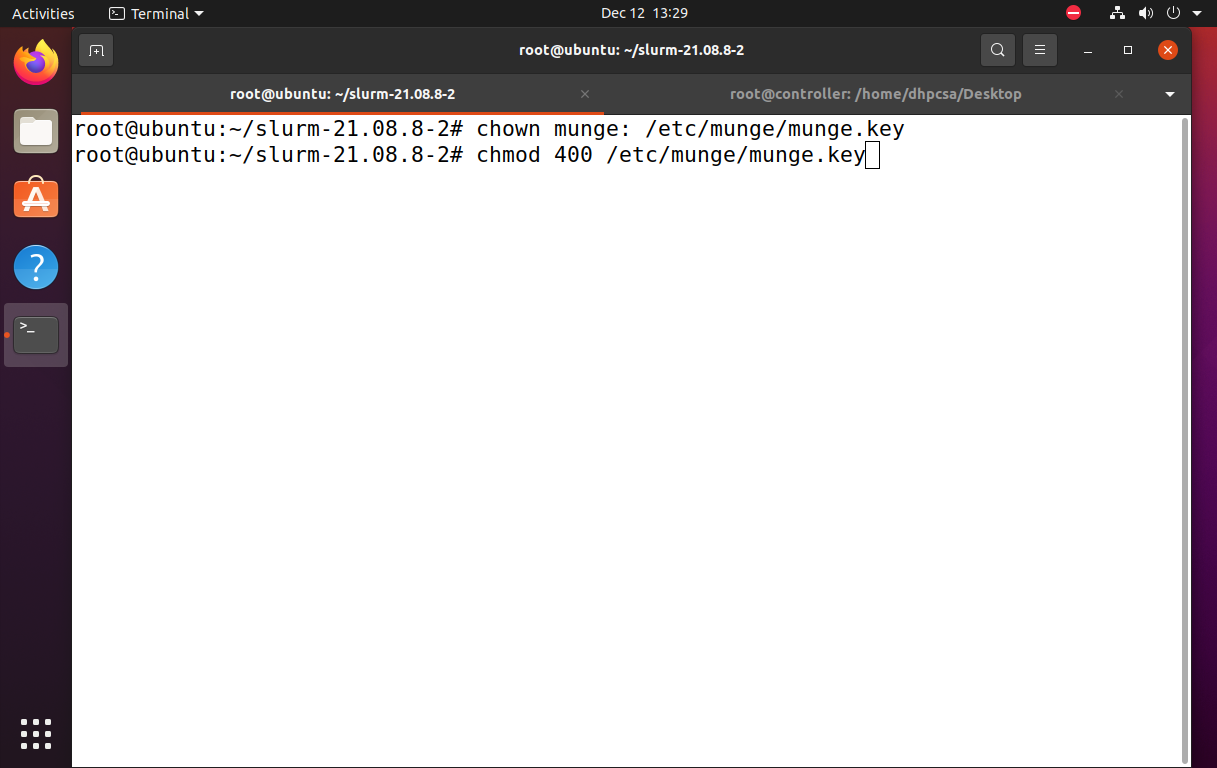 Activities
Terminal
Dec 12 13:29
root@ubuntu: ~/slurm-21.08.8-2
root@ubuntu: ~/slurm-21.08.8-2
root@controller: /home/dhpcsa/Desktop
root@ubuntu:~/slurm-21.08.8-2# chown munge: /etc/munge/munge.key
root@ubuntu:~/slurm-21.08.8-2# chmod 400 /etc/munge/munge.key